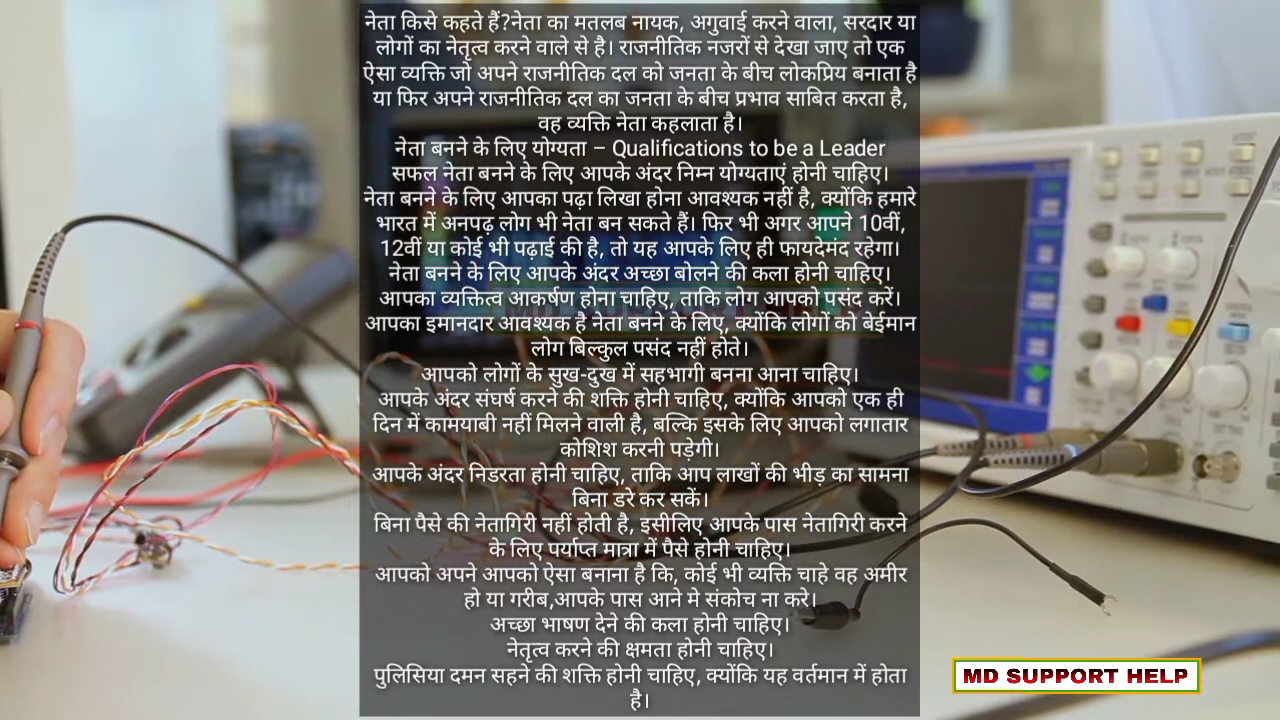 नेता किसे कहते हैं?नेता का मतलब नायक, अगुवाई करने वाला, सरदार या
लोगों का नेतृत्व करने वाले से है। राजनीतिक नजरों से देखा जाए तो एक
ऐसा व्यक्ति जो अपने राजनीतिक दल को जनता के बीच लोकप्रिय बनाता है
या फिर अपने राजनीतिक दल का जनता के बीच प्रभाव साबित करता है,
वह व्यक्ति नेता कहलाता है।
नेता बनने के लिए योग्यता – Qualifications to be a Leader
सफल नेता बनने के लिए आपके अंदर निम्न योग्यताएं होनी चाहिए।
नेता बनने के लिए आपका पढ़ा लिखा होना आवश्यक नहीं है, क्योंकि हमारे
भारत में अनपढ़ लोग भी नेता बन सकते हैं। फिर भी अगर आपने 10वीं,
12वीं या कोई भी पढ़ाई की है, तो यह आपके लिए ही फायदेमंद रहेगा।
नेता बनने के लिए आपके अंदर अच्छा बोलने की कला होनी चाहिए।
आपका व्यक्तित्व आकर्षण होना चाहिए, ताकि लोग आपको पसंद करें।
आपका इमानदार आवश्यक है नेता बनने के लिए, क्योंकि लोगों को बेईमान
लोग बिल्कुल पसंद नहीं होते।
आपको लोगों के सुख-दुख में सहभागी बनना आना चाहिए।
आपके अंदर संघर्ष करने की शक्ति होनी चाहिए, क्योंकि आपको एक ही
दिन में कामयाबी नहीं मिलने वाली है, बल्कि इसके लिए आपको लगातार
कोशिश करनी पड़ेगी।
आपके अंदर निडरता होनी चाहिए, ताकि आप लाखों की भीड़ का सामना
बिना डरे कर सकें।
बिना पैसे की नेतागिरी नहीं होती है, इसीलिए आपके पास नेतागिरी करने
के लिए पर्याप्त मात्रा में पैसे होनी चाहिए।
आपको अपने आपको ऐसा बनाना है कि, कोई भी व्यक्ति चाहे वह अमीर
हो या गरीब,आपके पास आने मे संकोच ना करे।
अच्छा भाषण देने की कला होनी चाहिए।
नेतृत्व करने की क्षमता होनी चाहिए।
पुलिसिया दमन सहने की शक्ति होनी चाहिए, क्योंकि यह वर्तमान में होता
है।
MD SUPPORT HELP